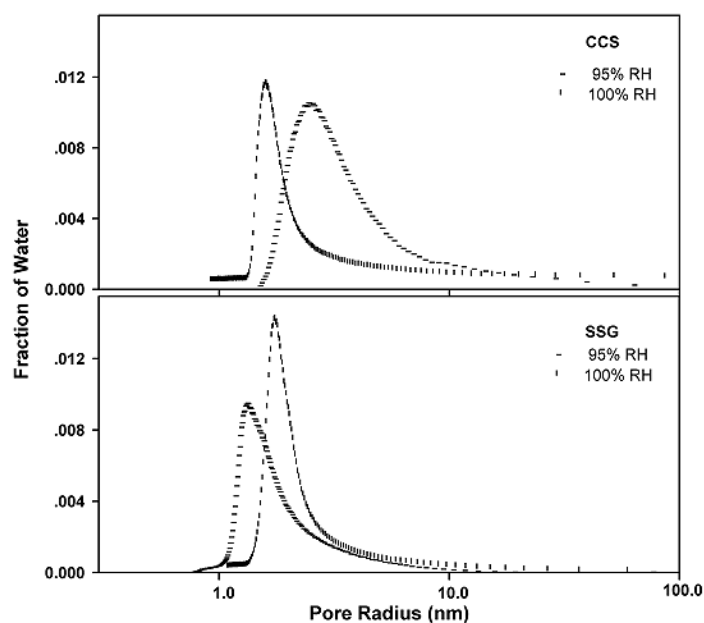 CCS
95% RH
100% RH
.012
.008
.004
0.000
SSG
95% RH
100% RH
.012
.008
.004
0.000
Fraction of Water
1.0 10.0 100.0
Pore Radius (nm)